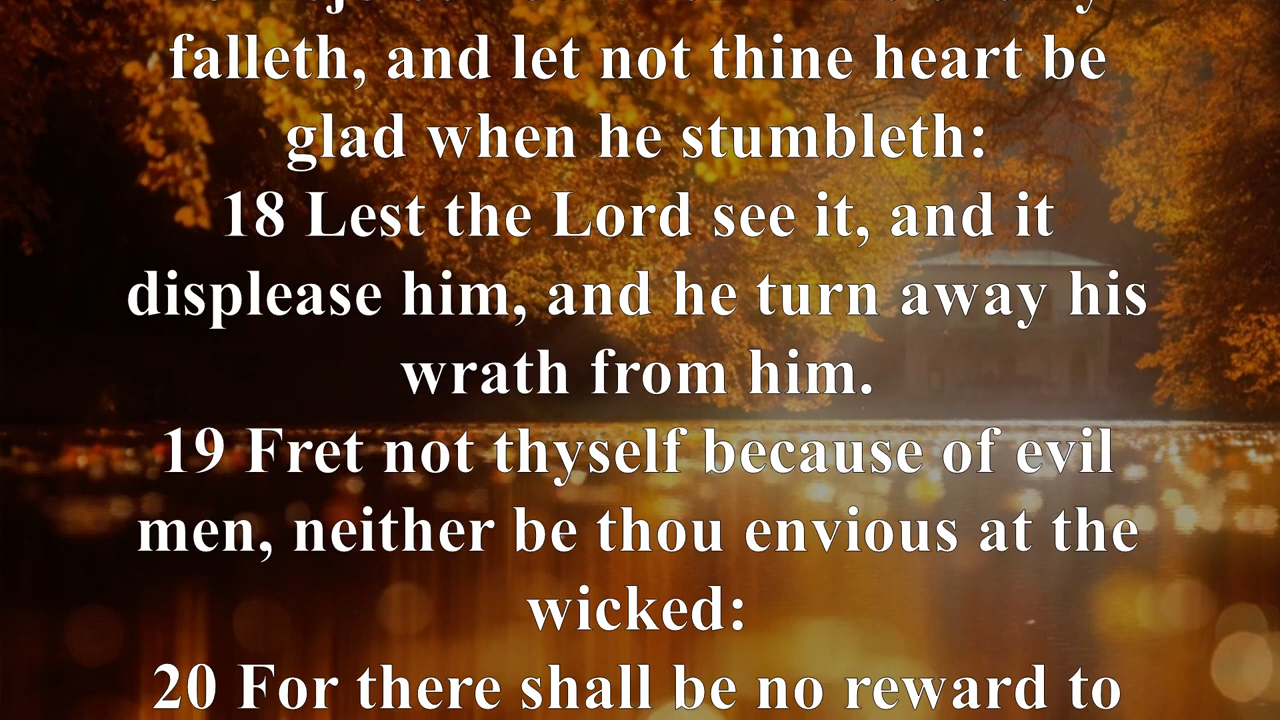 falleth, and let not thine heart be
glad when he stumbleth:
18 Lest the Lord see it, and it
displease him, and he turn away his
wrath from him.
19 Fret not thyself because of evil
men, neither be thou envious at the
wicked:
20 For there shall be no reward to